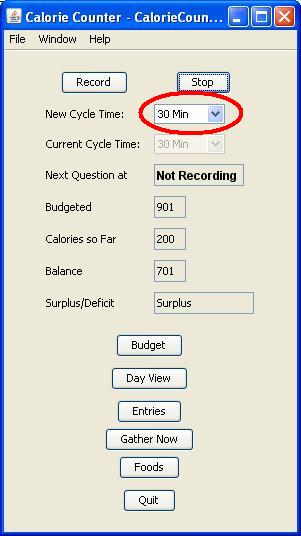 Calorie Counter - CalorieCoun...
File Window Help
Record Stop
New Cycle Time: 30 Min
Current Cycle Time: 30 Min
Next Question at Not Recording
Budgeted 901
Calories so Far 200
Balance 701
Surplus/Deficit Surplus
Budget
Day View
Entries
Gather Now
Foods
Quit